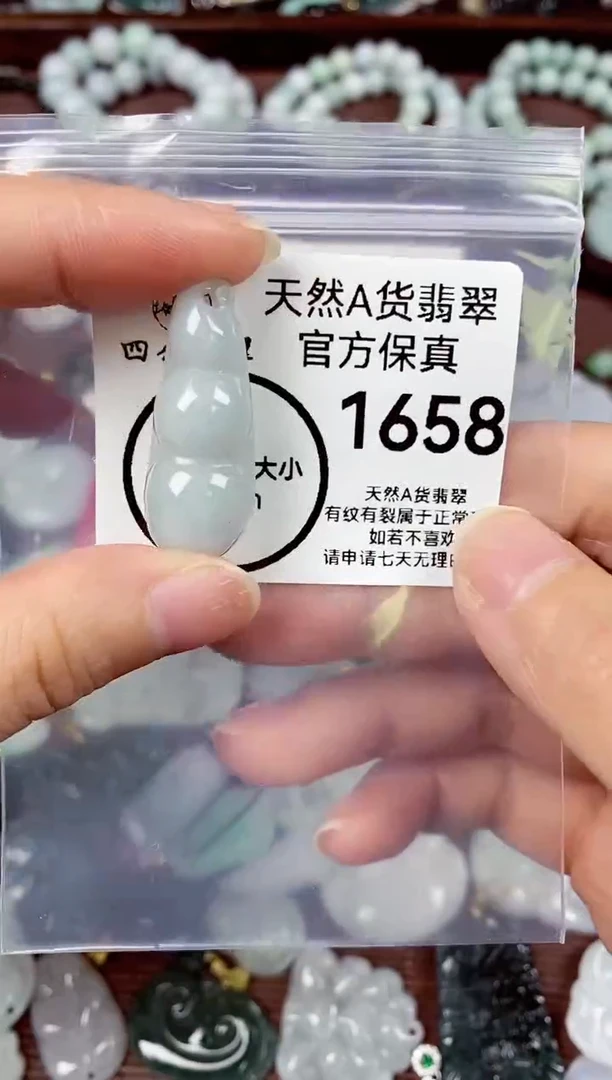 天然A货翡翠
官方保真
四
1658
大小
天然A货翡翠
有纹有裂属于正常
如若不喜欢
请申请七天无理